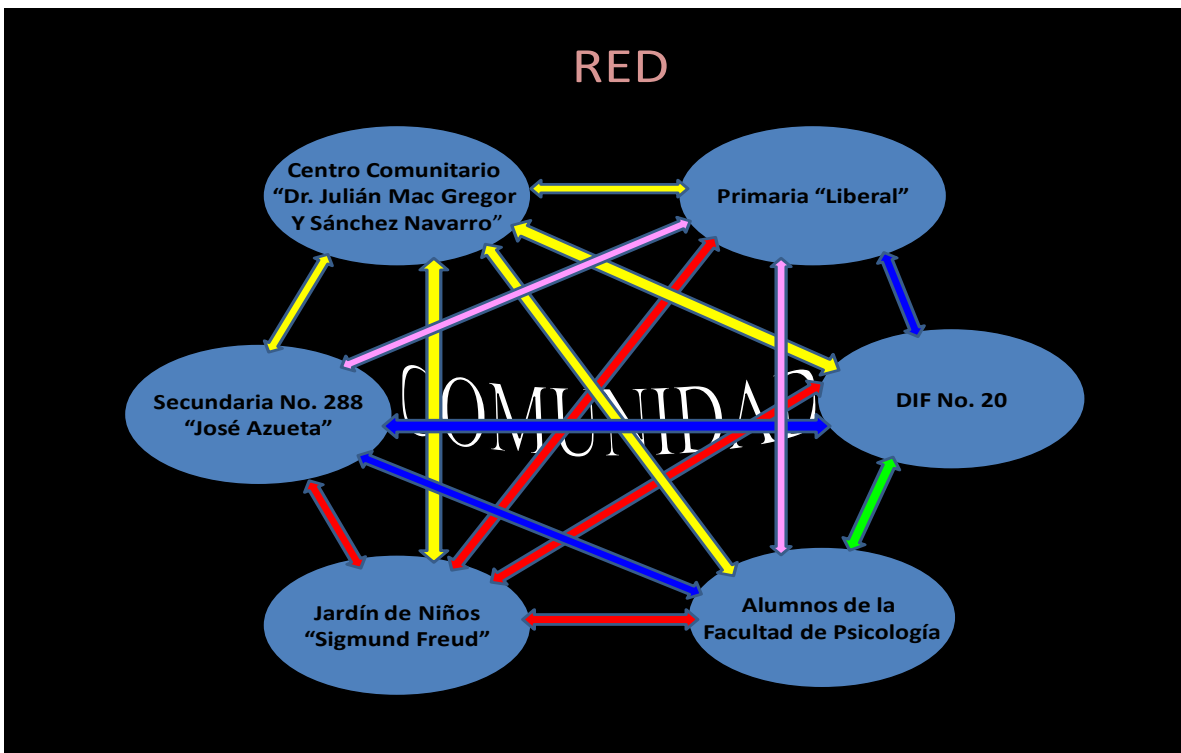 RED
Centro Comunitario
“Dr. Julián Mac Gregor
Y Sánchez Navarro”
Primaria “Liberal”
Secundaria No. 288
“José Azueta”
COMUNIDAD
DIF No. 20
Jardín de Niños
“Sigmund Freud”
Alumnos de la
Facultad de Psicología